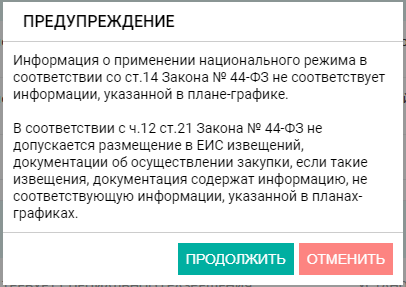 ПРЕДУПРЕЖДЕНИЕ
Информация о применении национального режима в
соответствии со ст.14 Закона № 44-ФЗ не соответствует
информации, указанной в плане-графике.
В соответствии с ч.12 ст.21 Закона № 44-ФЗ не
допускается размещение в ЕИС извещений,
документации об осуществлении закупки, если такие
извещения, документация содержат информацию, не
соответствующую информации, указанной в планах-
графиках.
ПРОДОЛЖИТЬ ОТМЕНИТЬ